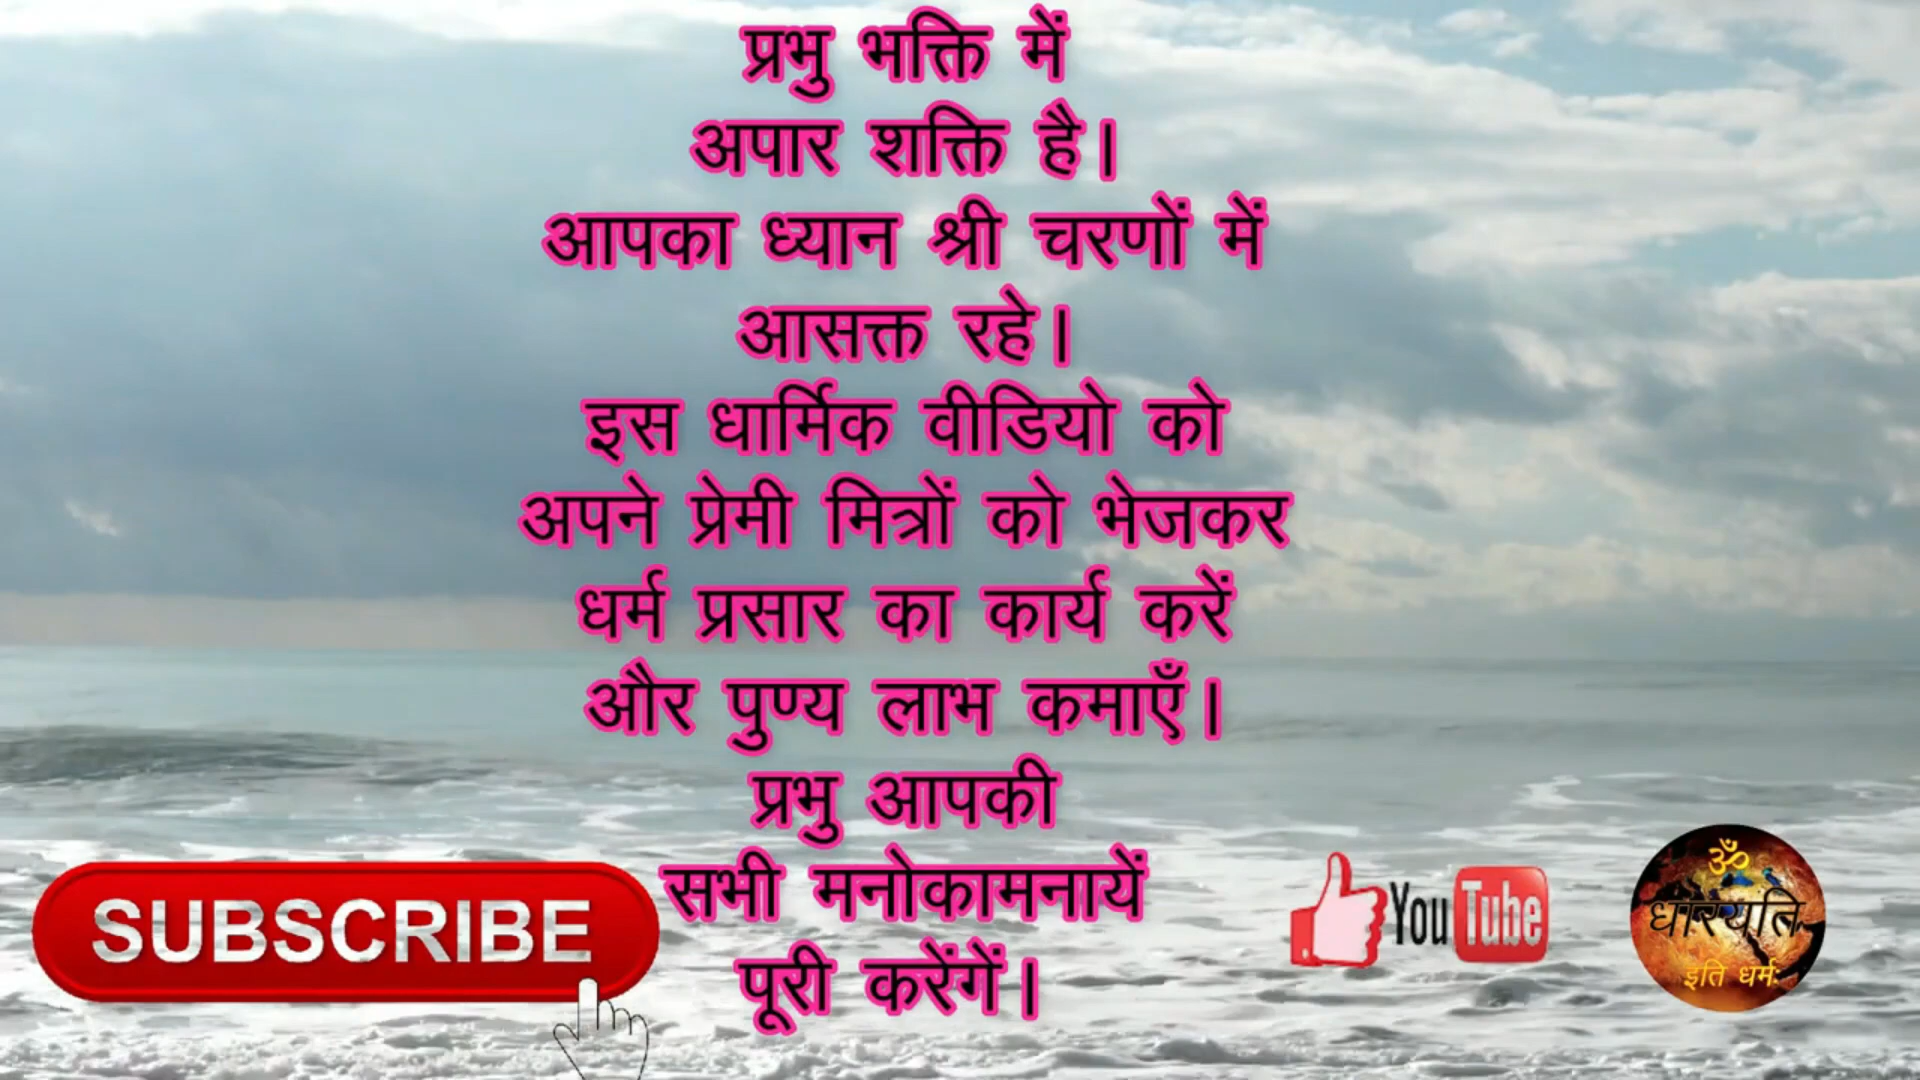 प्रभु भक्ति में
अपार शक्ति है।
आपका ध्यान श्री चरणों में
आसक्त रहे।
इस धार्मिक वीडियो को
अपने प्रेमी मित्रों को भेजकर
धर्म प्रसार का कार्य करें
और पुण्य लाभ कमाएँ।
प्रभु आपकी
सभी मनोकामनायें
पूरी करेंगें।
SUBSCRIBE
YouTube
ॐ
धारयति
इति धर्मः